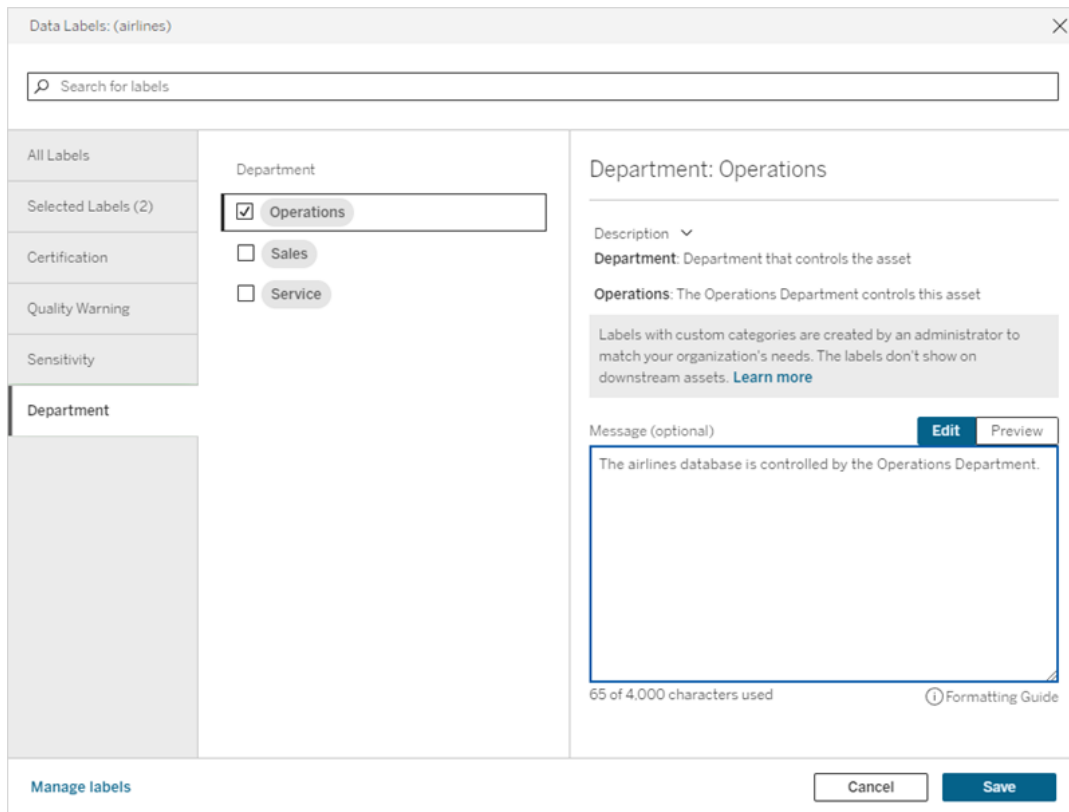 Data Labels: (airlines)
Search for labels
All Labels
Selected Labels (2)
Certification
Quality Warning
Sensitivity
Department
Department
Operations
Sales
Service
Department: Operations
Description
Department: Department that controls the asset
Operations: The Operations Department controls this asset
Labels with custom categories are created by an administrator to
match your organization's needs. The labels don't show on
downstream assets. Learn more
Message (optional)
Edit
Preview
The airlines database is controlled by the Operations Department.
65 of 4,000 characters used
Formatting Guide
Manage labels
Cancel
Save